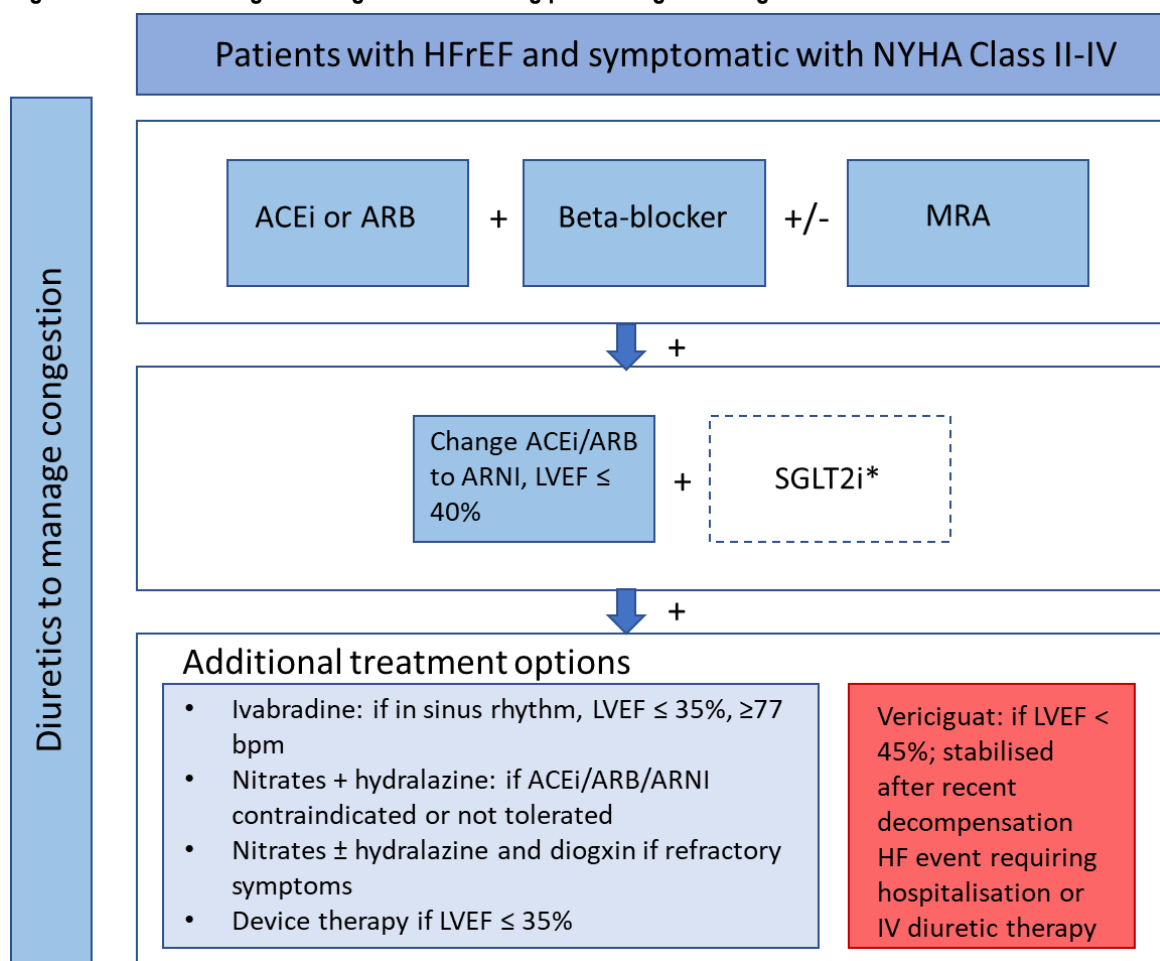 Patients with HFrEF and symptomatic with NYHA Class II-IV
Diuretics to manage congestion
ACEi or ARB
+
Beta-blocker
+/-
MRA
+
Change ACEi/ARB
to ARNI, LVEF ≤
40%
+
SGLT2i*
+
Additional treatment options
• Ivabradine: if in sinus rhythm, LVEF ≤ 35%, ≥77
bpm
• Nitrates + hydralazine: if ACEi/ARB/ARNI
contraindicated or not tolerated
• Nitrates ± hydralazine and diogxin if refractory
symptoms
• Device therapy if LVEF ≤ 35%
Vericiguat: if LVEF <
45%; stabilised
after recent
decompensation
HF event requiring
hospitalisation or
IV diuretic therapy